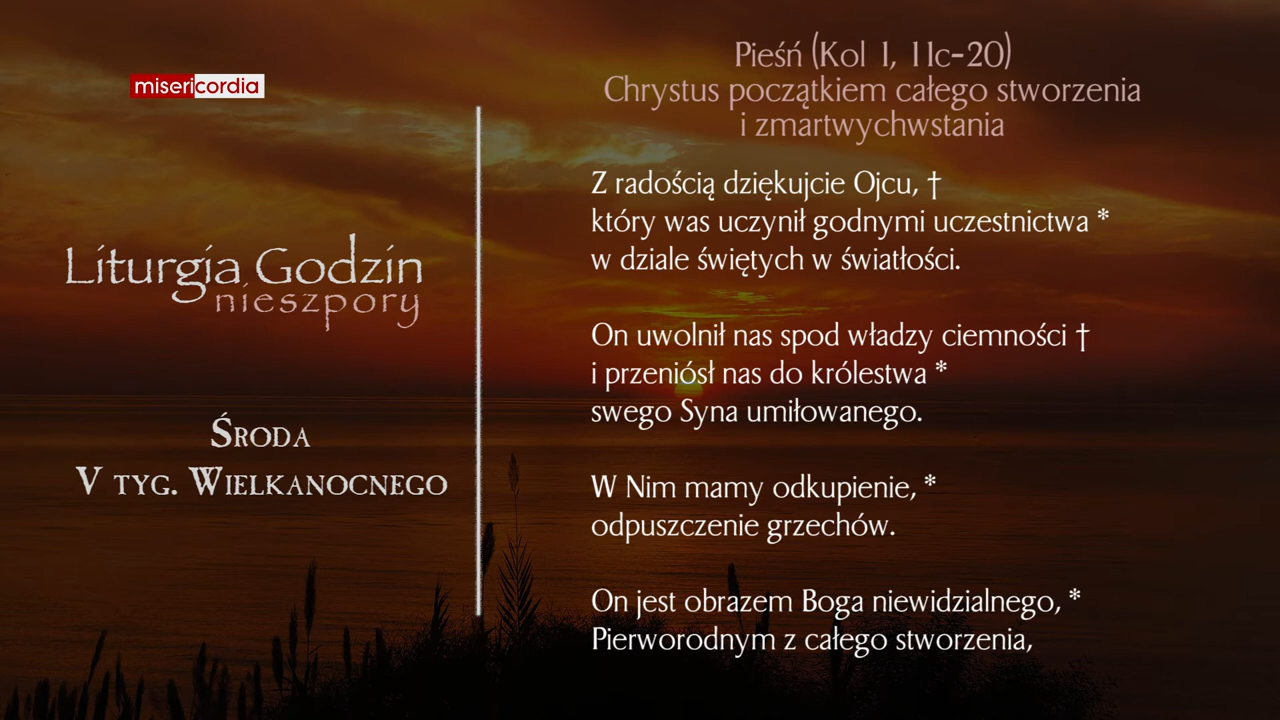 misericordia
Liturgia Godzin
nieszpory
Środa
V tyg. Wielkanocnego
Pieśń (Kol 1, 11c-20)
Chrystus początkiem całego stworzenia
i zmartwychwstania
Z radością dziękujcie Ojcu, †
który was uczynił godnymi uczestnictwa *
w dziale świętych w światłości.
On uwolnił nas spod władzy ciemności †
i przeniósł nas do królestwa *
swego Syna umiłowanego.
W Nim mamy odkupienie, *
odpuszczenie grzechów.
On jest obrazem Boga niewidzialnego, *
Pierworodnym z całego stworzenia,